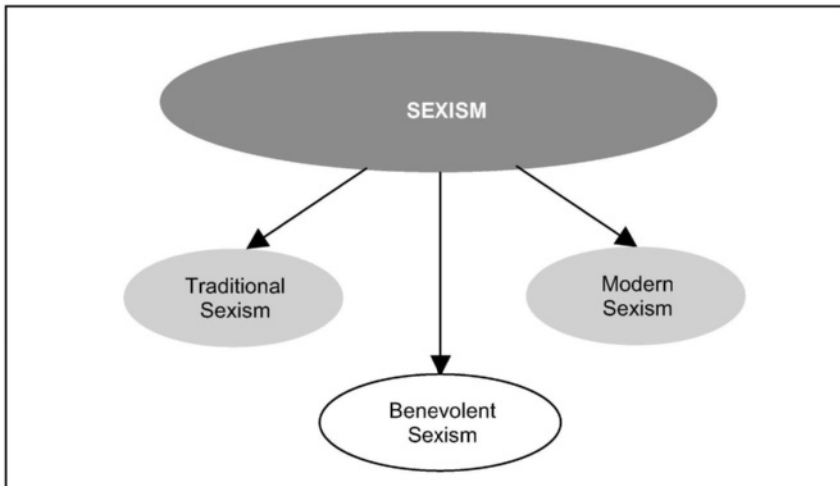 SEXISM
Traditional
Sexism
Modern
Sexism
Benevolent
Sexism